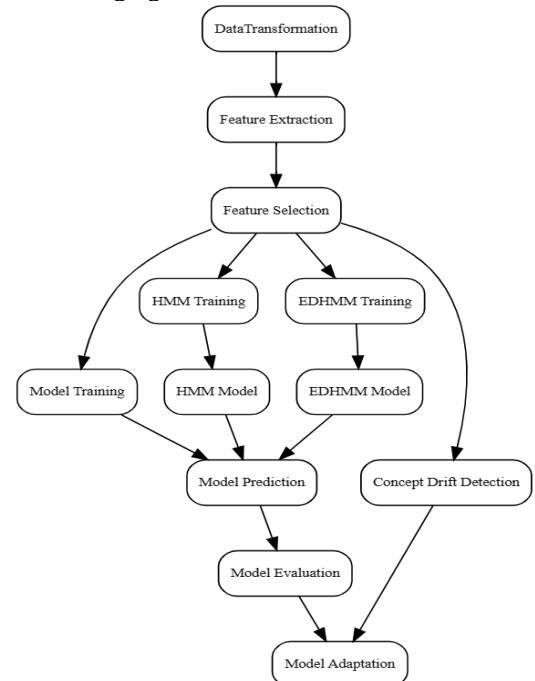 DataTransformation
Feature Extraction
Feature Selection
HMM Training
EDHMM Training
Model Training
HMM Model
EDHMM Model
Model Prediction
Concept Drift Detection
Model Evaluation
Model Adaptation